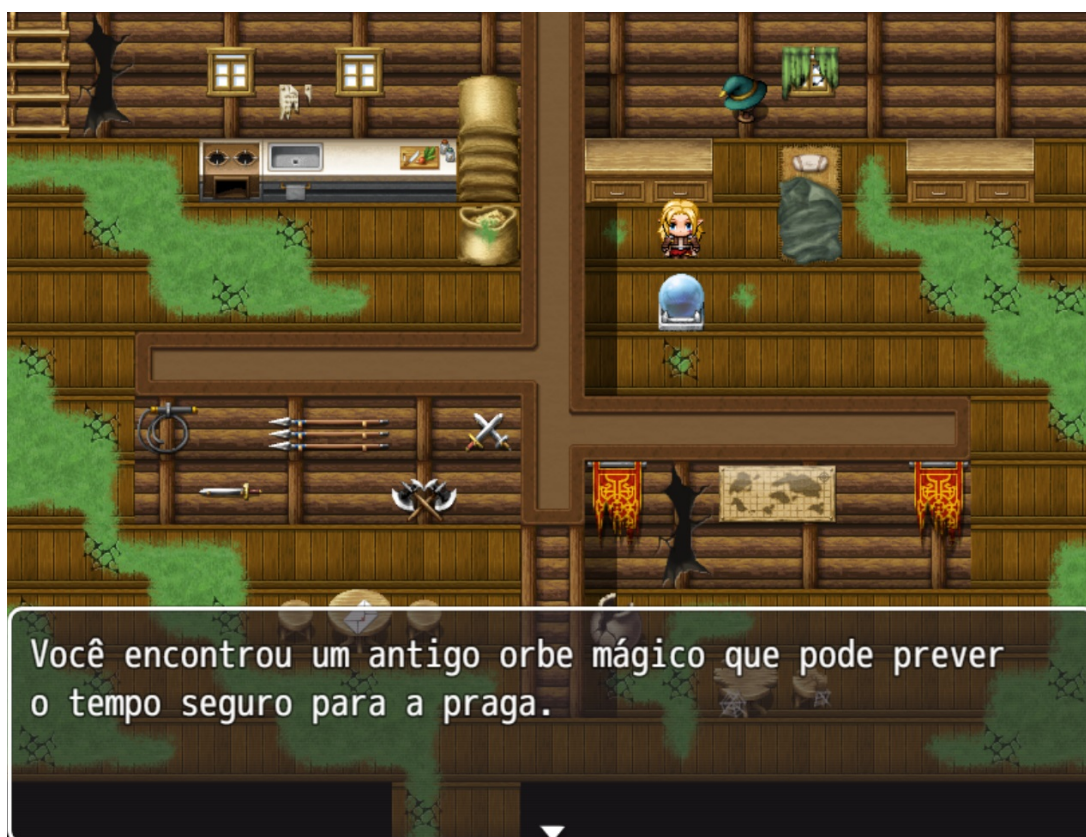 Você encontrou um antigo orbe mágico que pode prever
o tempo seguro para a praga.